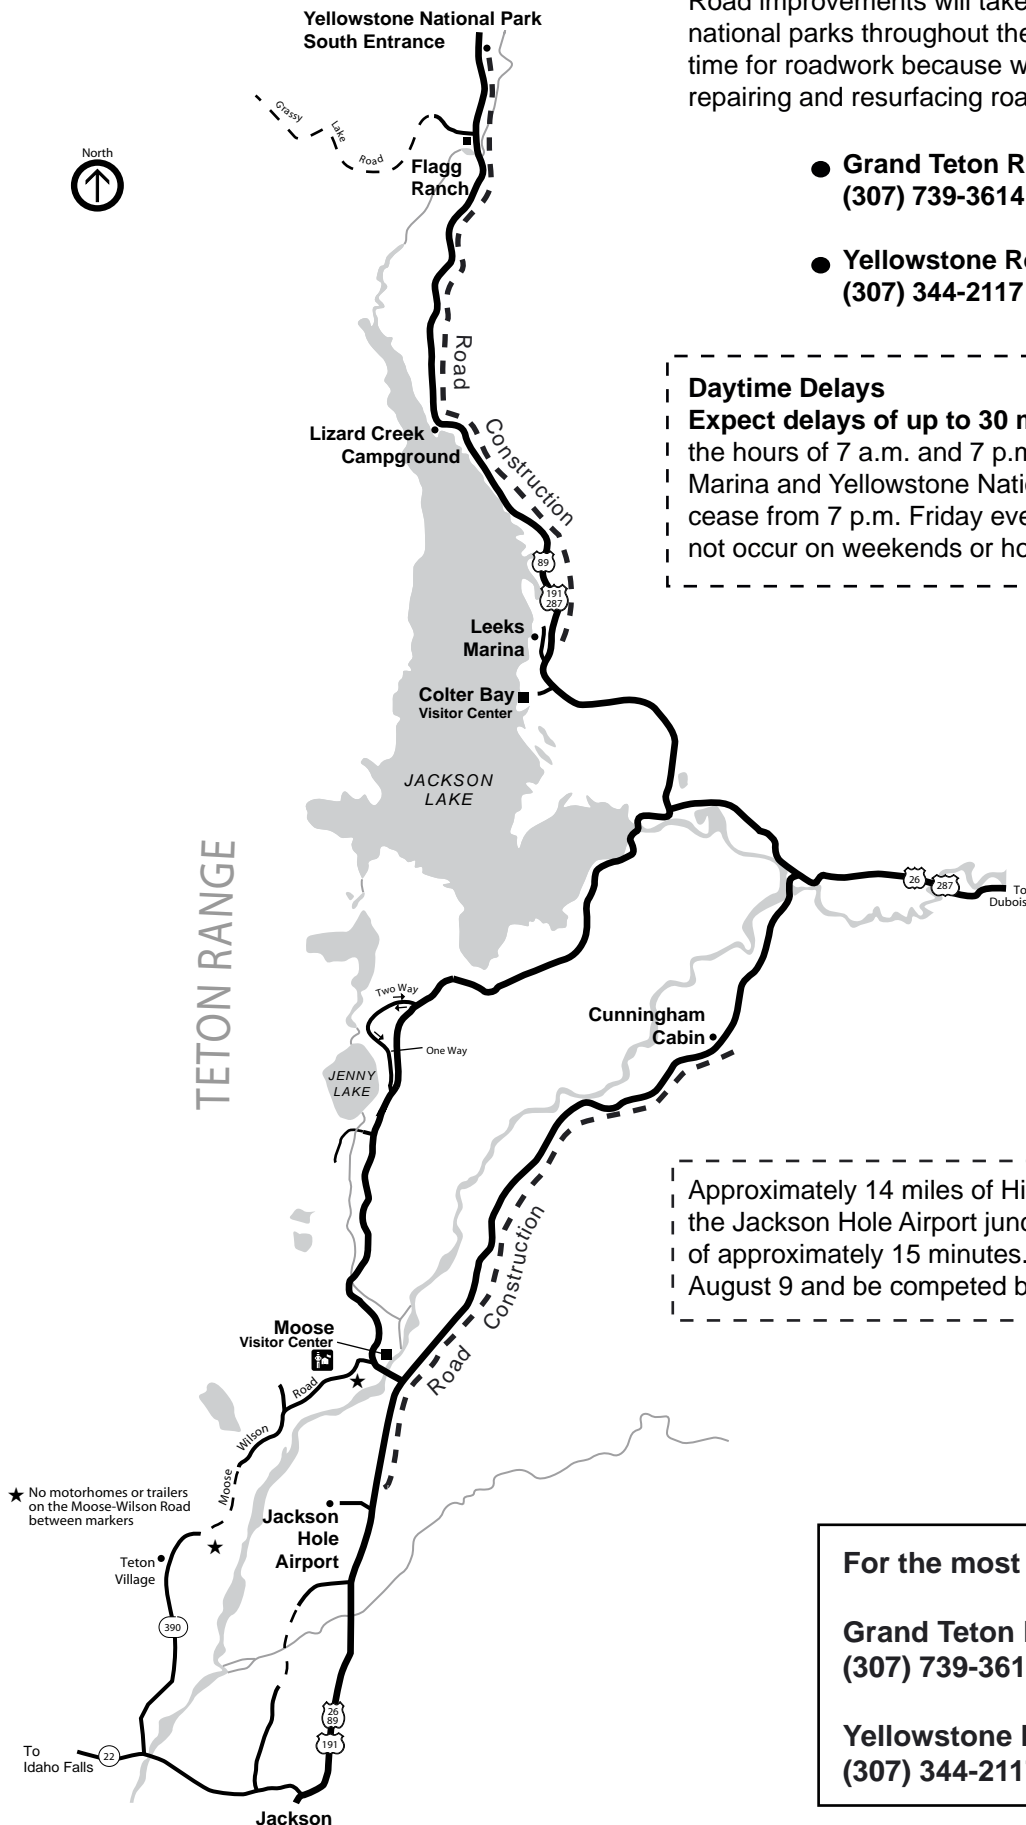 Yellowstone National Park
South Entrance
Grassy Lake Road
Flagg
Ranch
North
Road improvements will take
national parks throughout the
time for roadwork because w
repairing and resurfacing roa
Grand Teton R
(307) 739-3614
Yellowstone Ro
(307) 344-2117
Road Construction
Lizard Creek
Campground
Daytime Delays
Expect delays of up to 30 m
the hours of 7 a.m. and 7 p.m
Marina and Yellowstone Natio
cease from 7 p.m. Friday eve
not occur on weekends or ho
89
191
287
Leeks
Marina
Colter Bay
Visitor Center
JACKSON
LAKE
TETON RANGE
26
287
To
Dubois
Two Way
One Way
JENNY
LAKE
Cunningham
Cabin
Road Construction
Approximately 14 miles of Hi
the Jackson Hole Airport junc
of approximately 15 minutes.
August 9 and be competed b
Moose
Visitor Center
Moose Wilson Road
★ No motorhomes or trailers
on the Moose-Wilson Road
between markers
Jackson
Hole
Airport
Teton
Village
390
26
89
191
To
Idaho Falls
22
Jackson
For the most
Grand Teton
(307) 739-361
Yellowstone
(307) 344-211